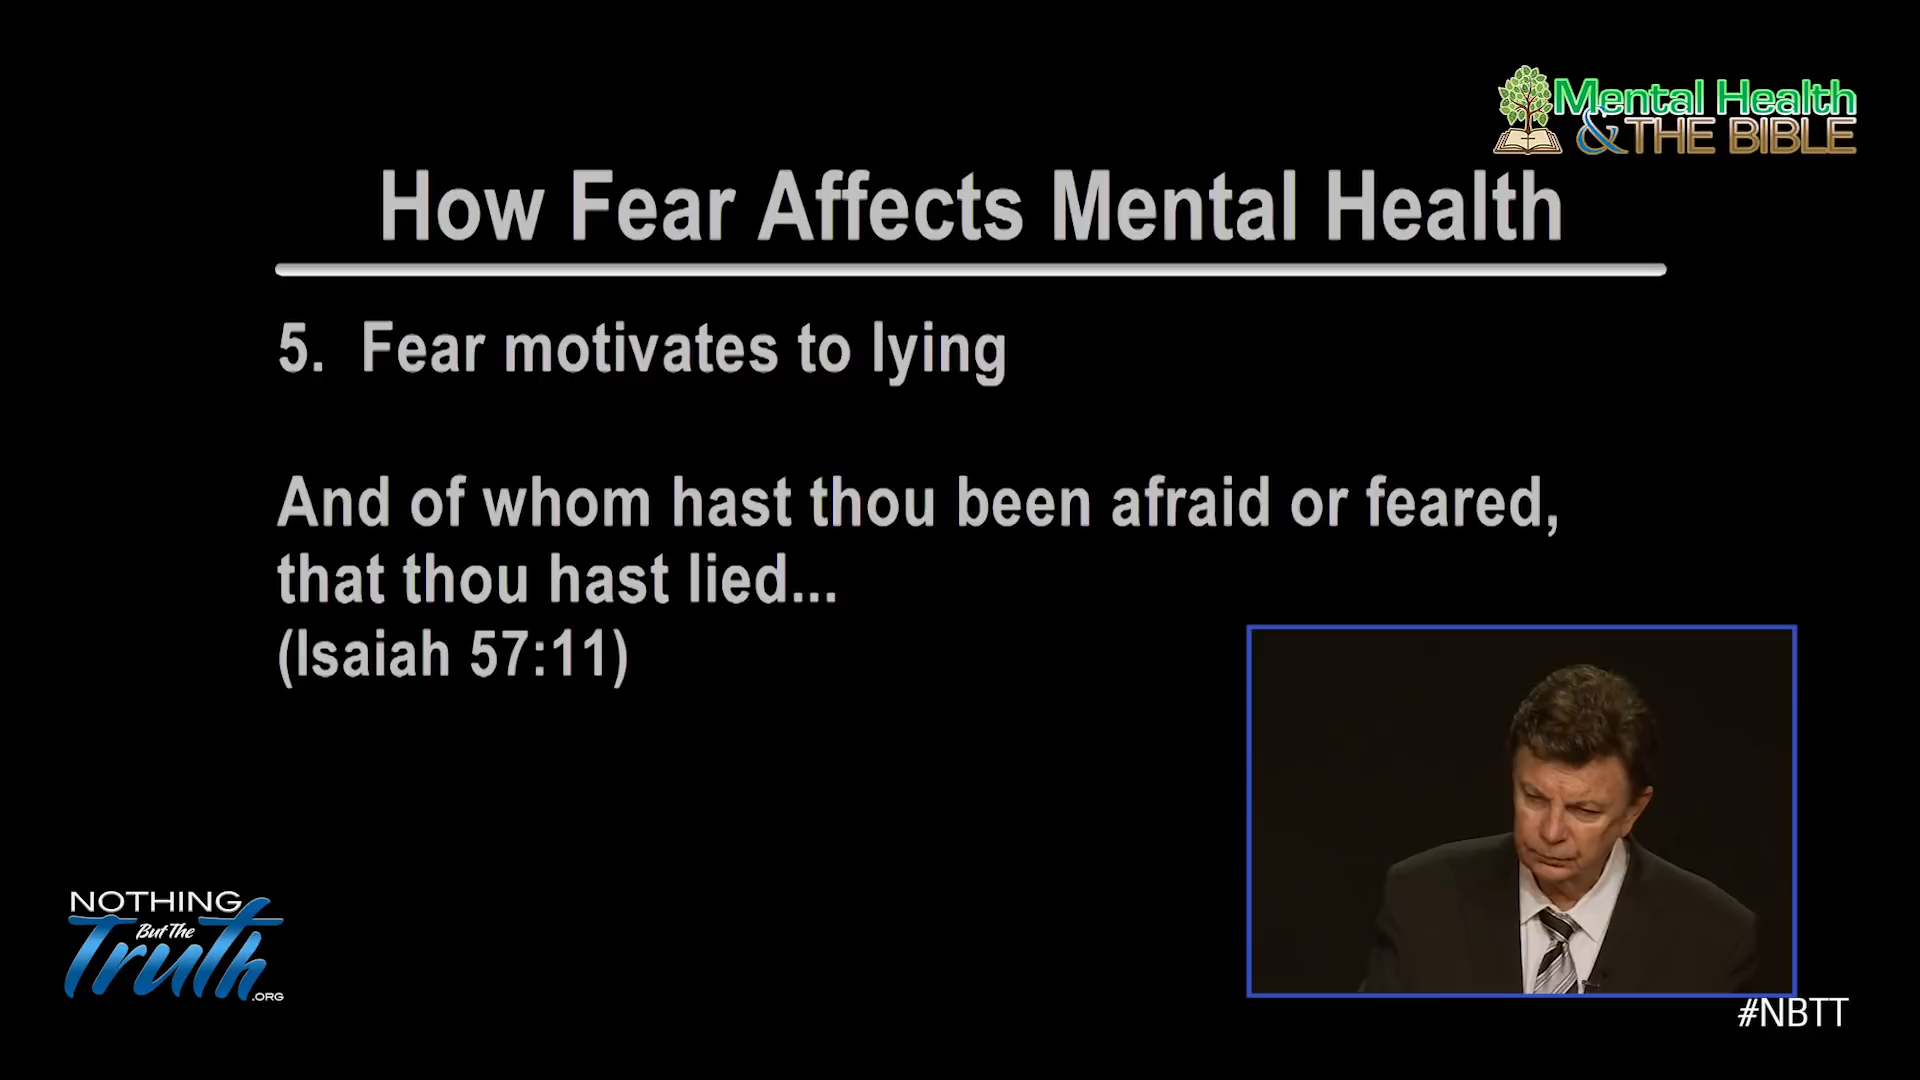 Mental Health
& THE BIBLE
How Fear Affects Mental Health
5. Fear motivates to lying
And of whom hast thou been afraid or feared,
that thou hast lied...
(Isaiah 57:11)
NOTHING
But The
Truth
.ORG
#NBTT